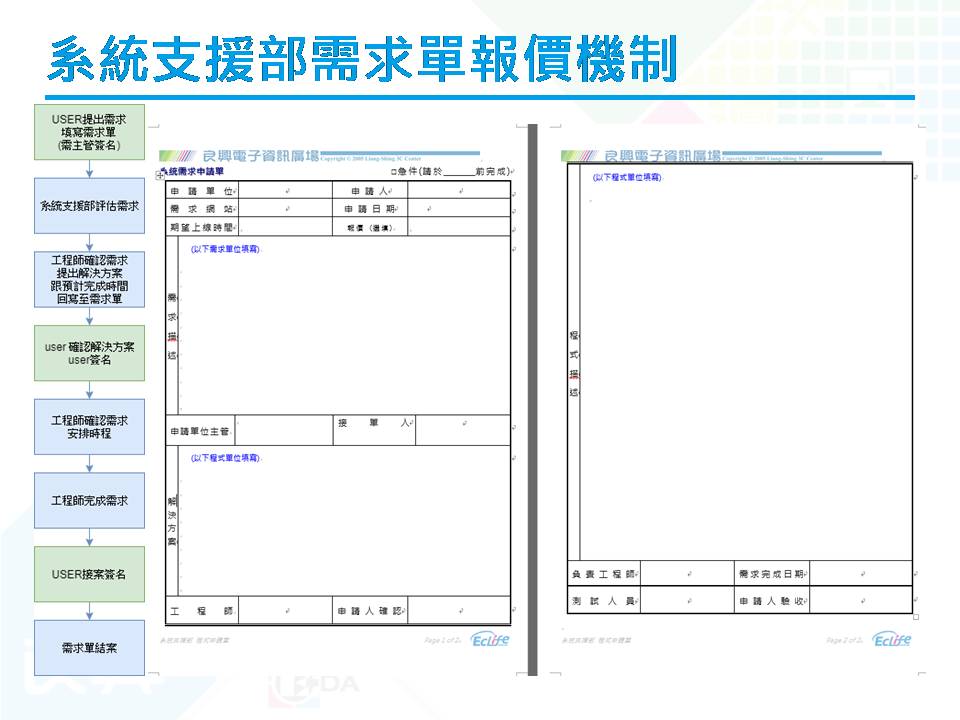 系統支援部需求單報價機制
USER提出需求
填寫需求單
(需主管簽名)
系統支援部評估需求
工程師確認需求
提出解決方案
跟預計完成時間
回寫至需求單
user 確認解決方案
user簽名
工程師確認需求
安排時程
工程師完成需求
USER接案簽名
需求單結案
良興電子資訊廣場 Copyright © 2005 Liang-Shing 3C Center
系統需求申請單
□急件(請於______前完成)
申請單位
申請人
需求網站
申請日期
期望上線時間
報價（選填）
(以下需求單位填寫)
需求描述
申請單位主管
接單人
(以下程式單位填寫)
解決方案
工程師
申請人確認
系統支援部 程式申請單
Page 1 of 2
EcLife
良興電子資訊廣場 Copyright © 2005 Liang-Shing 3C Center
(以下程式單位填寫)
程式描述
負責工程師
需求完成日期
測試人員
申請人驗收
系統支援部 程式申請單
Page 2 of 2
EcLife